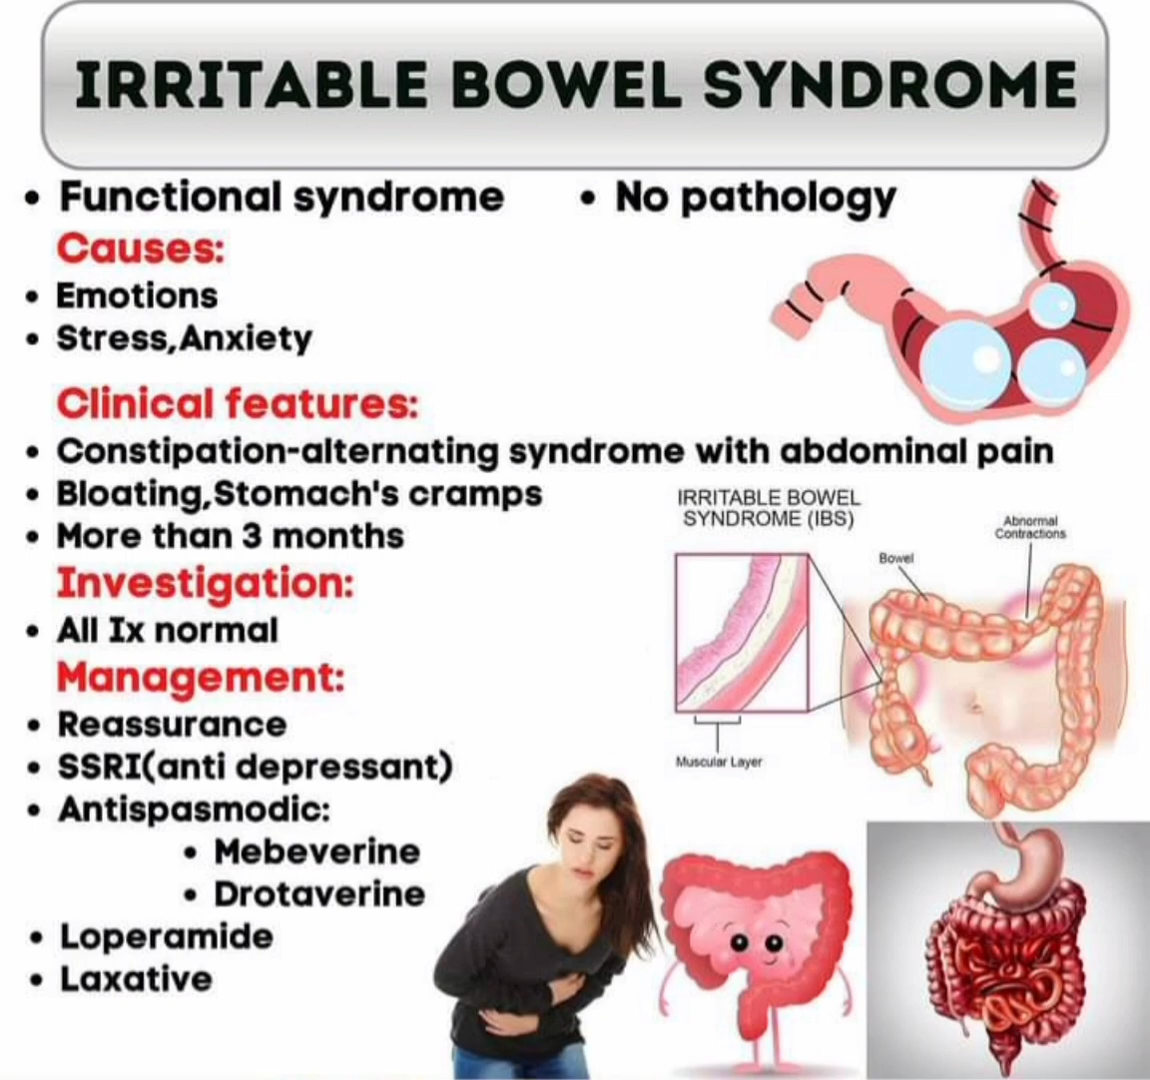 IRRITABLE BOWEL SYNDROME
• Functional syndrome • No pathology
Causes:
• Emotions
• Stress,Anxiety
Clinical features:
• Constipation-alternating syndrome with abdominal pain
• Bloating,Stomach's cramps
• More than 3 months
Investigation:
• All Ix normal
Management:
• Reassurance
• SSRI(anti depressant)
• Antispasmodic:
• Mebeverine
• Drotaverine
• Loperamide
• Laxative
IRRITABLE BOWEL
SYNDROME (IBS)
Abnormal
Contractions
Bowel
Muscular Layer